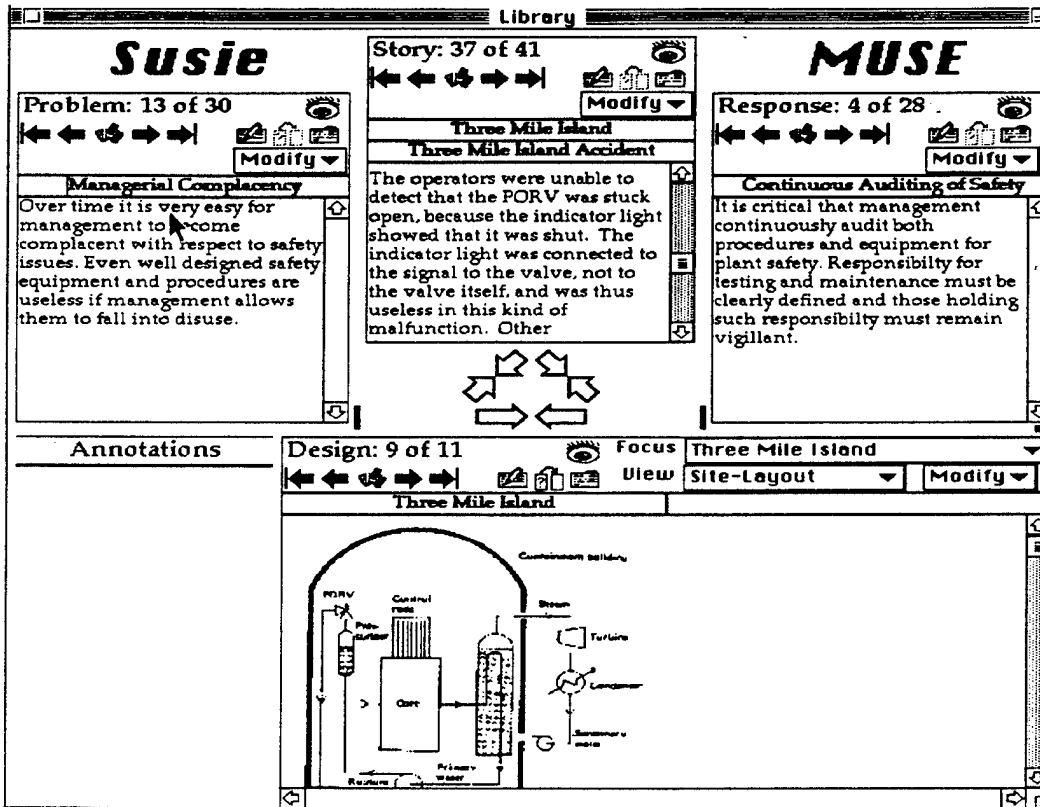 Library
Susie
MUSE
Problem: 13 of 30
Modify
Managerial Complacency
Over time it is very easy for
management to become
complacent with respect to safety
issues. Even well designed safety
equipment and procedures are
useless if management allows
them to fall into disuse.
Story: 37 of 41
Modify
Three Mile Island
Three Mile Island Accident
The operators were unable to
detect that the PORV was stuck
open, because the indicator light
showed that it was shut. The
indicator light was connected to
the signal to the valve, not to
the valve itself, and was thus
useless in this kind of
malfunction. Other
Response: 4 of 28
Modify
Continuous Auditing of Safety
It is critical that management
continuously audit both
procedures and equipment for
plant safety. Responsibilty for
testing and maintenance must be
clearly defined and those holding
such responsibilty must remain
vigillant.
Annotations
Design: 9 of 11
Focus Three Mile Island
View Site-Layout
Modify
Three Mile Island
Containment building
PORV
Control
rods
Steam
Turbine
Core
Condenser
Primary
water